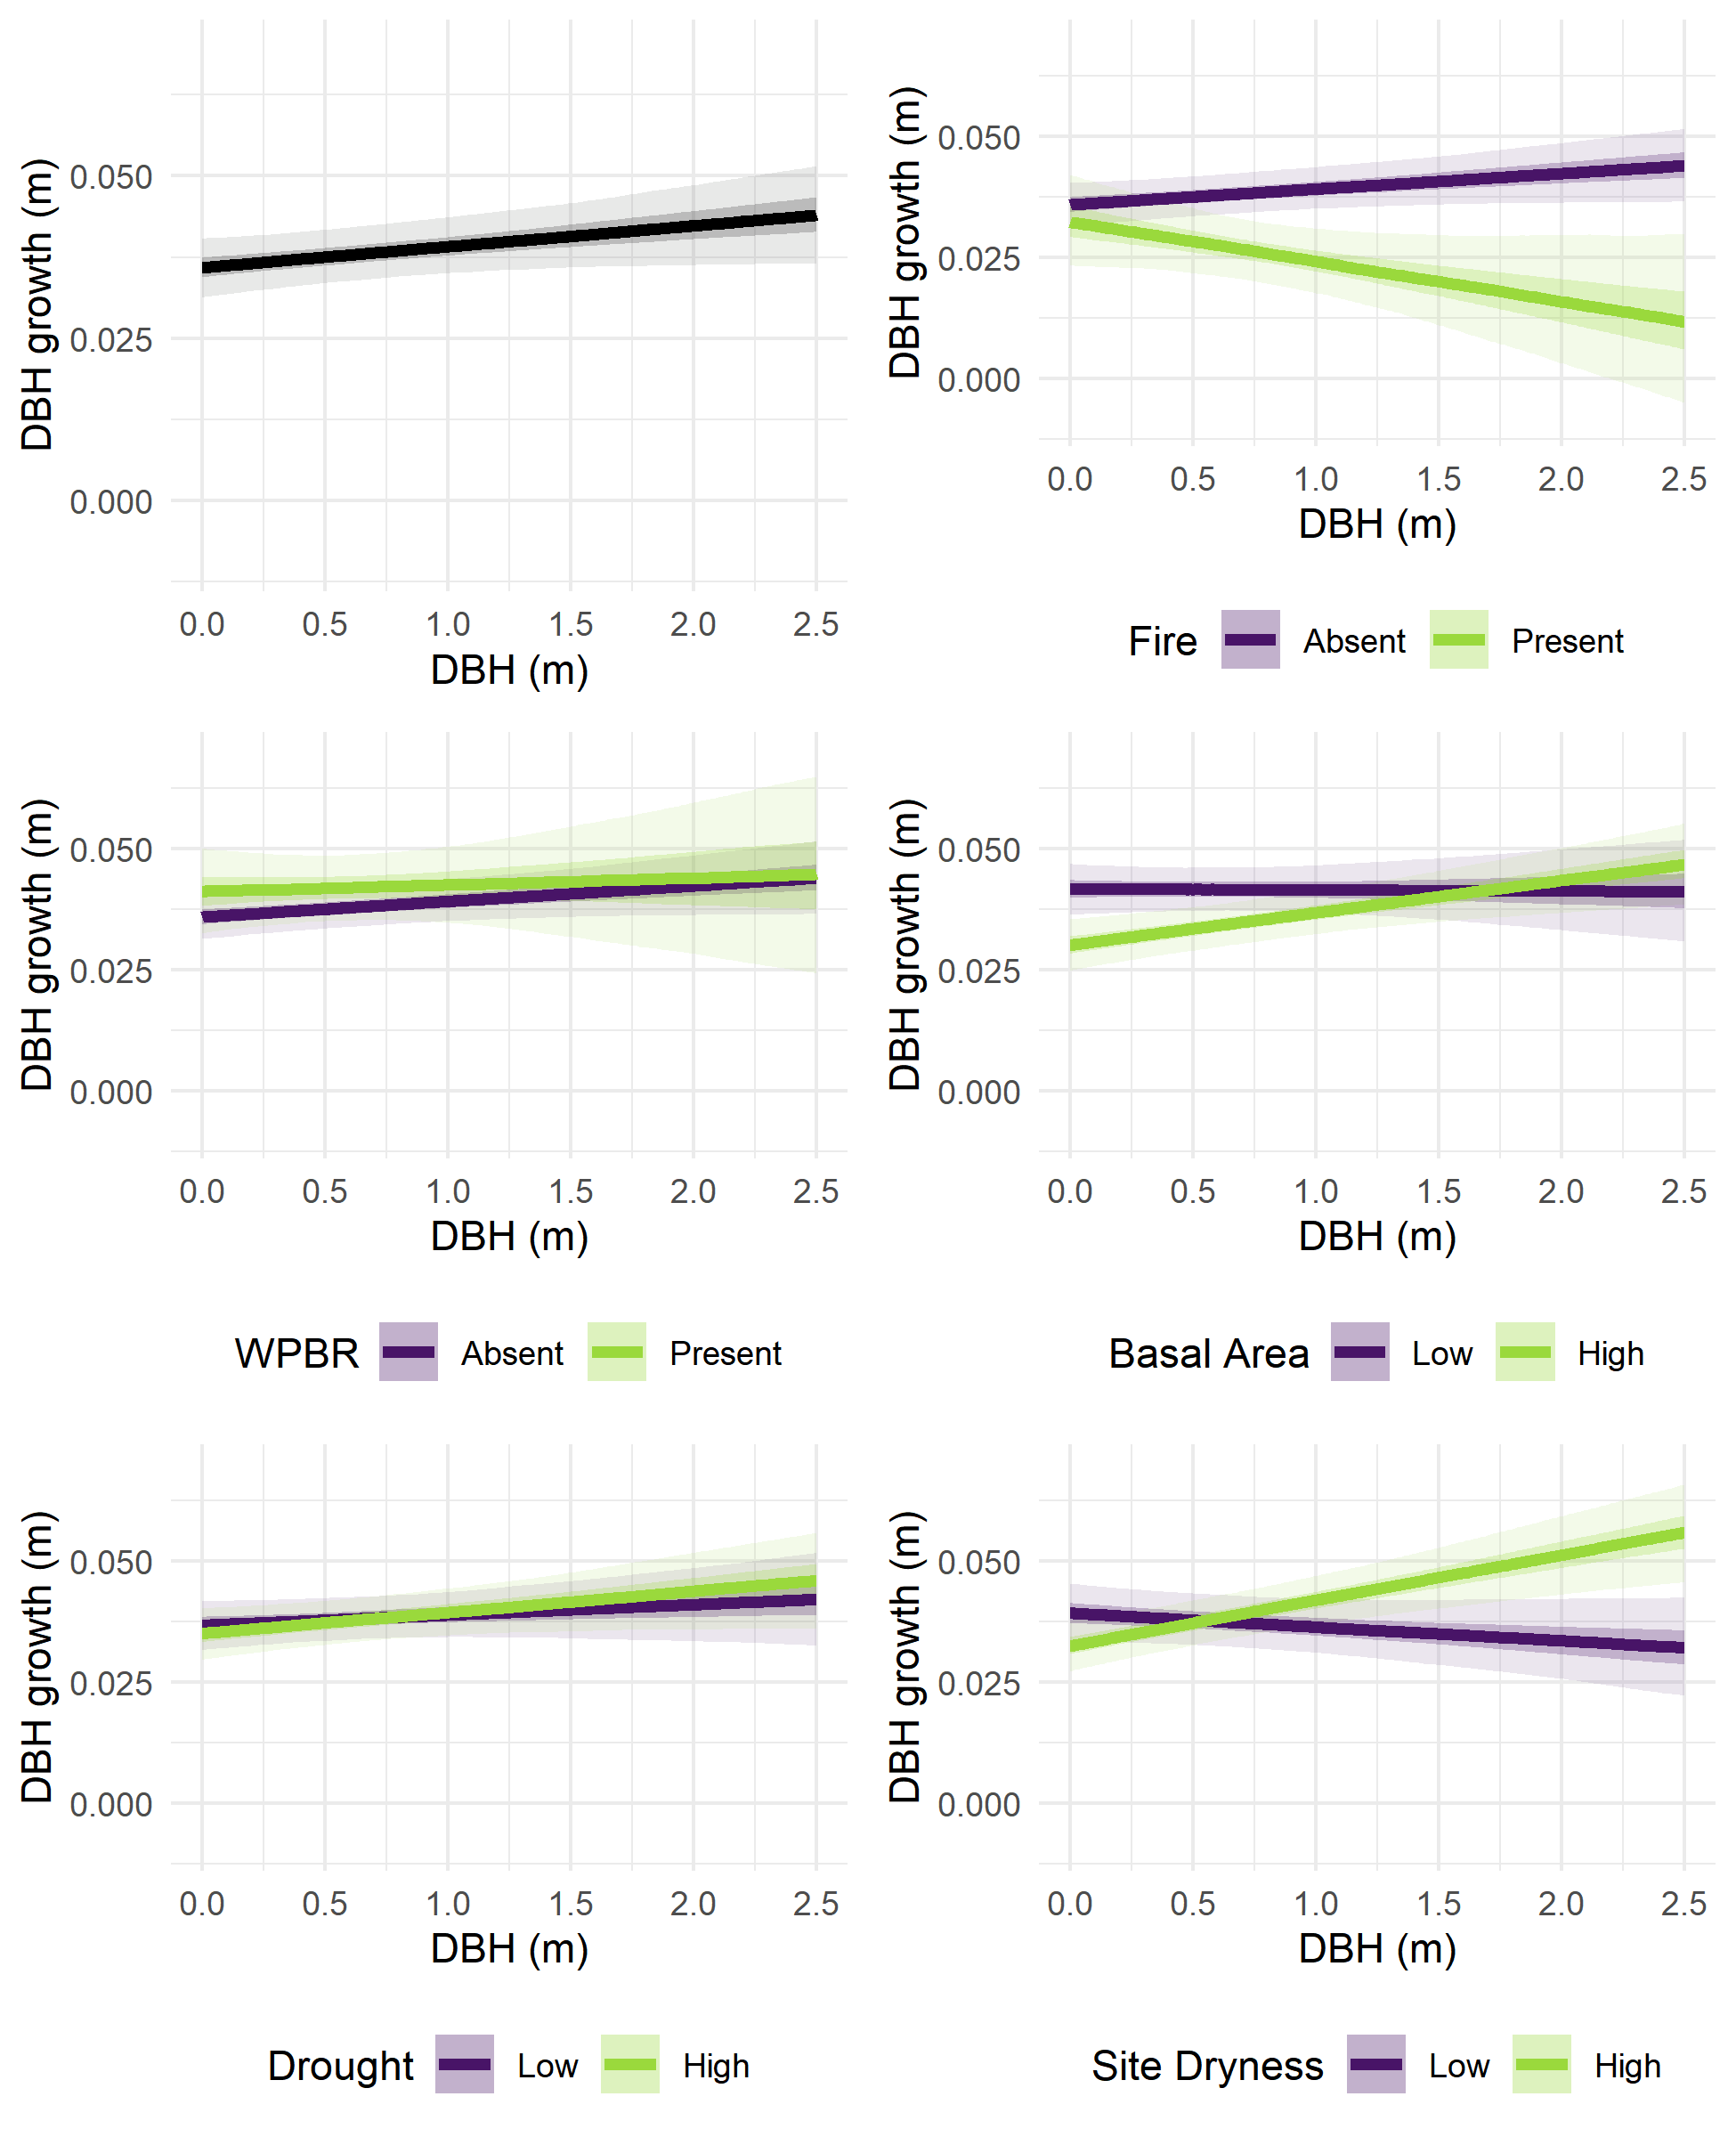 DBH growth (m)
0.050
0.025
0.000
0.0 0.5 1.0 1.5 2.0 2.5
DBH (m)
DBH growth (m)
0.050
0.025
0.000
0.0 0.5 1.0 1.5 2.0 2.5
DBH (m)
Fire Absent Present
DBH growth (m)
0.050
0.025
0.000
0.0 0.5 1.0 1.5 2.0 2.5
DBH (m)
WPBR Absent Present
DBH growth (m)
0.050
0.025
0.000
0.0 0.5 1.0 1.5 2.0 2.5
DBH (m)
Basal Area Low High
DBH growth (m)
0.050
0.025
0.000
0.0 0.5 1.0 1.5 2.0 2.5
DBH (m)
Drought Low High
DBH growth (m)
0.050
0.025
0.000
0.0 0.5 1.0 1.5 2.0 2.5
DBH (m)
Site Dryness Low High